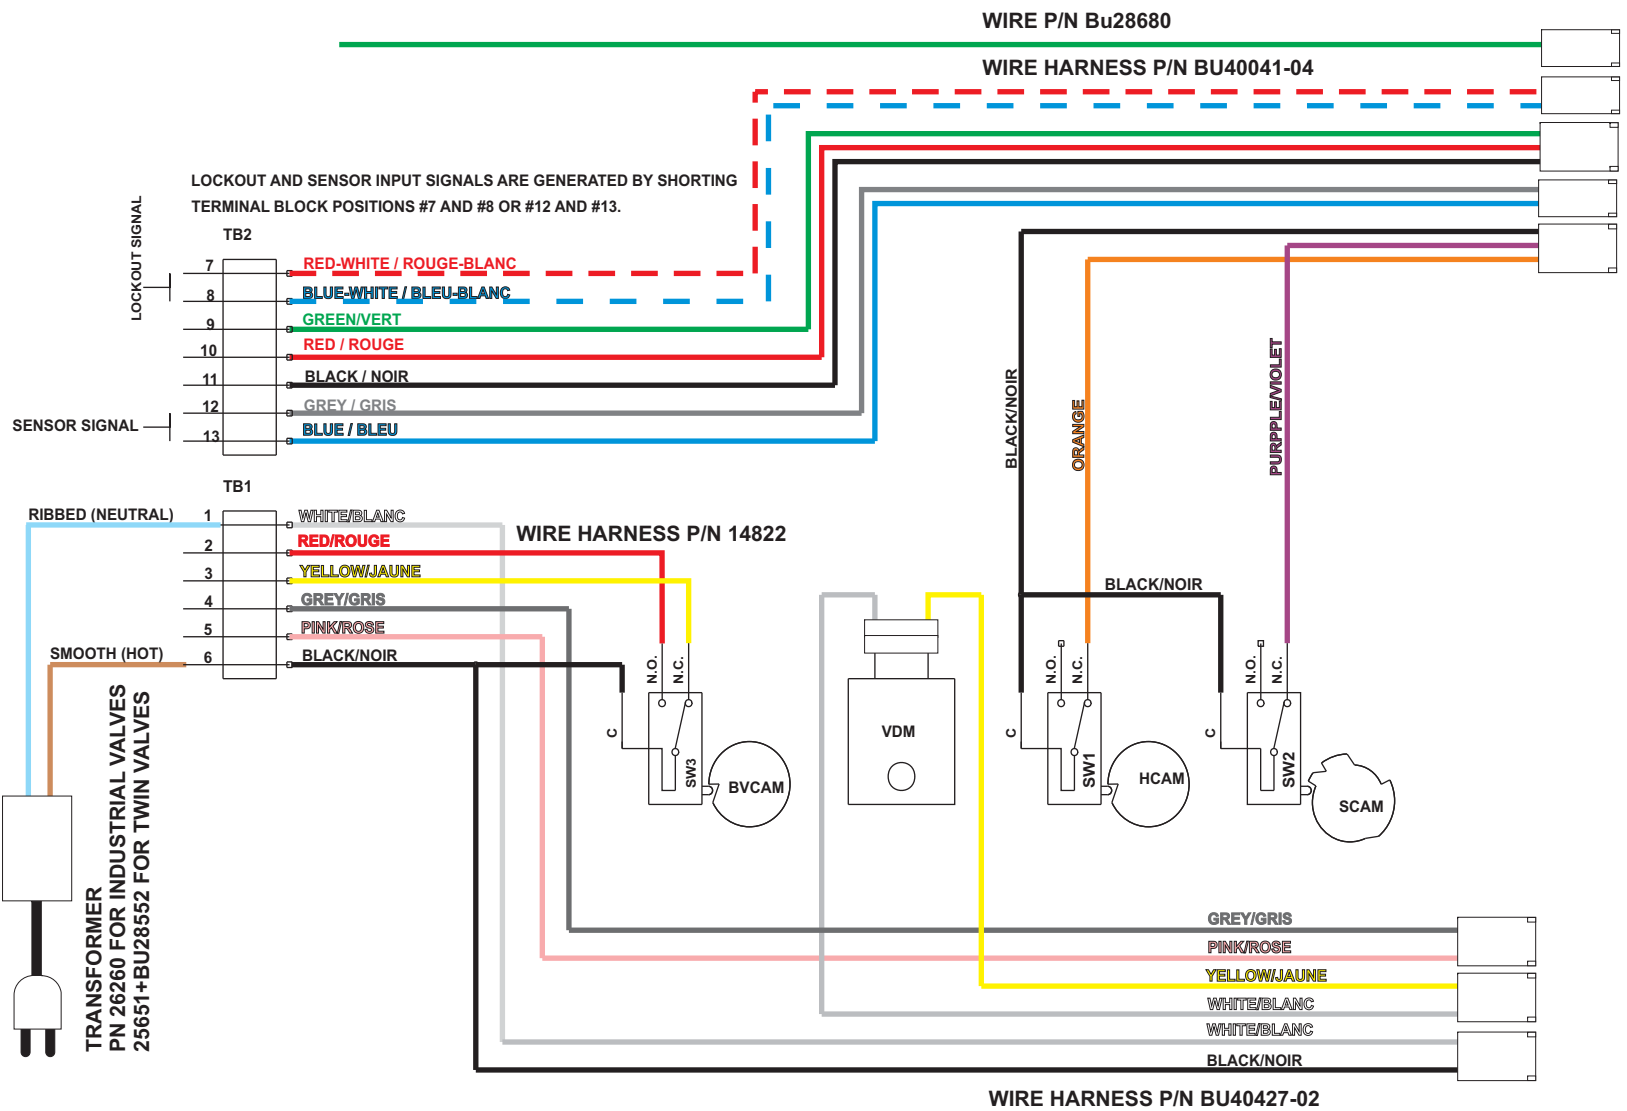 WIRE P/N Bu28680
WIRE HARNESS P/N BU40041-04
LOCKOUT AND SENSOR INPUT SIGNALS ARE GENERATED BY SHORTING
TERMINAL BLOCK POSITIONS #7 AND #8 OR #12 AND #13.
LOCKOUT SIGNAL
TB2
7 RED-WHITE / ROUGE-BLANC
8 BLUE-WHITE / BLEU-BLANC
9 GREEN/VERT
10 RED / ROUGE
11 BLACK / NOIR
12 GREY / GRIS
SENSOR SIGNAL
13 BLUE / BLEU
BLACK/NOIR
ORANGE
PURPPLE/VIOLET
TB1
RIBBED (NEUTRAL)
1 WHITE/BLANC
WIRE HARNESS P/N 14822
2 RED/ROUGE
3 YELLOW/JAUNE
4 GREY/GRIS
5 PINK/ROSE
SMOOTH (HOT)
6 BLACK/NOIR
BLACK/NOIR
N.O.
N.C.
C
SW3
BVCAM
VDM
N.O.
N.C.
C
SW1
HCAM
N.O.
N.C.
C
SW2
SCAM
TRANSFORMER
PN 26260 FOR INDUSTRIAL VALVES
25651+BU28552 FOR TWIN VALVES
GREY/GRIS
PINK/ROSE
YELLOW/JAUNE
WHITE/BLANC
WHITE/BLANC
BLACK/NOIR
WIRE HARNESS P/N BU40427-02